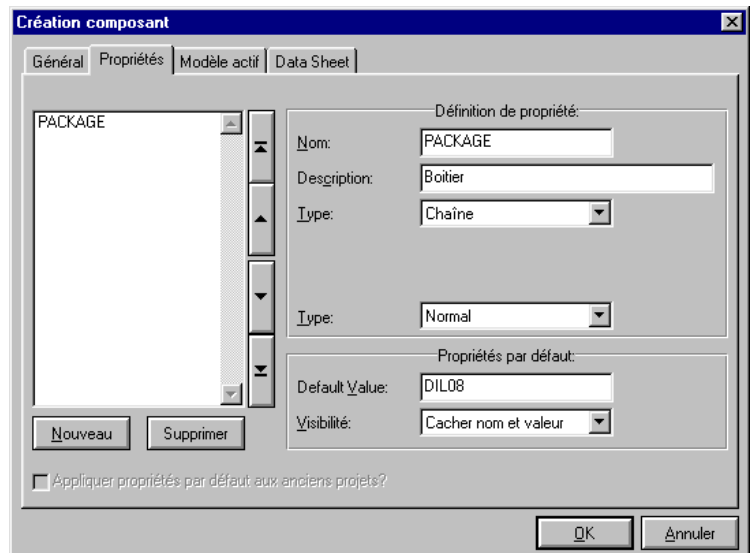 Création composant
Général Propriétés Modèle actif Data Sheet
PACKAGE
Définition de propriété:
Nom: PACKAGE
Description: Boitier
Type: Chaîne
Type: Normal
Propriétés par défaut:
Default Value: DIL08
Visibilité: Cacher nom et valeur
Nouveau Supprimer
Appliquer propriétés par défaut aux anciens projets?
OK Annuler